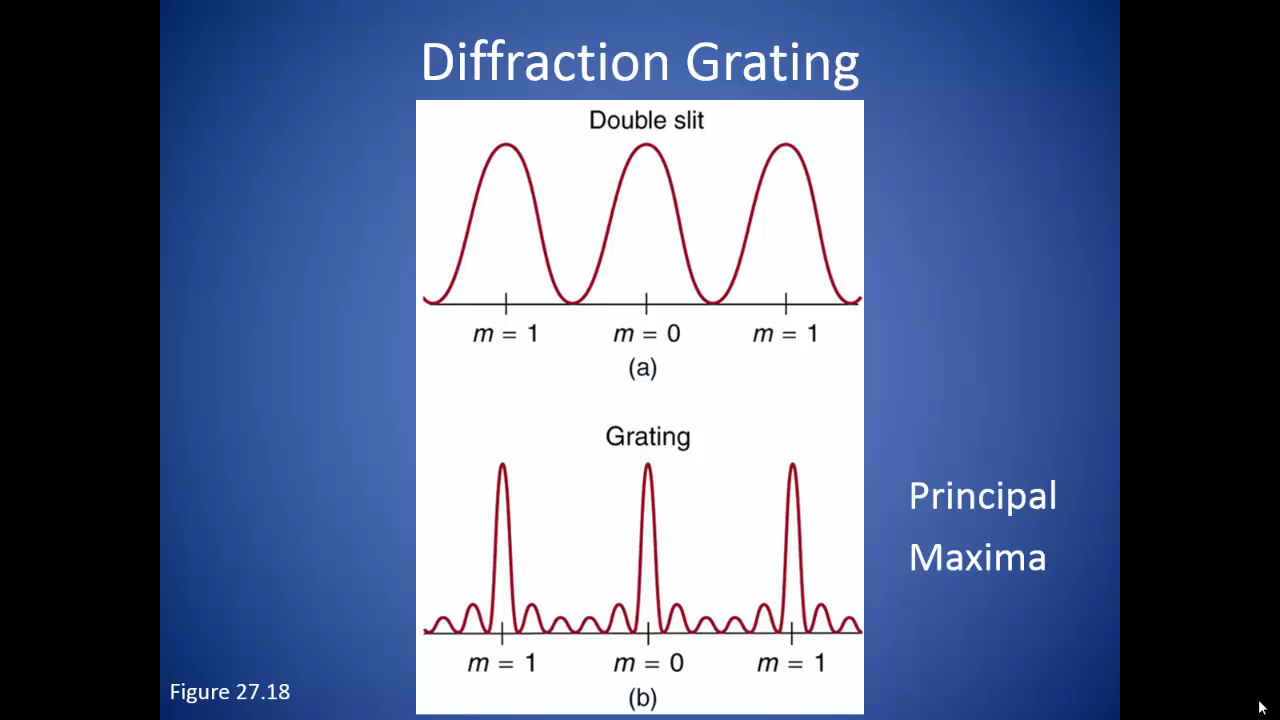 Diffraction Grating
Double slit
m = 1 m = 0 m = 1
(a)
Grating
m = 1 m = 0 m = 1
(b)
Principal
Maxima
Figure 27.18